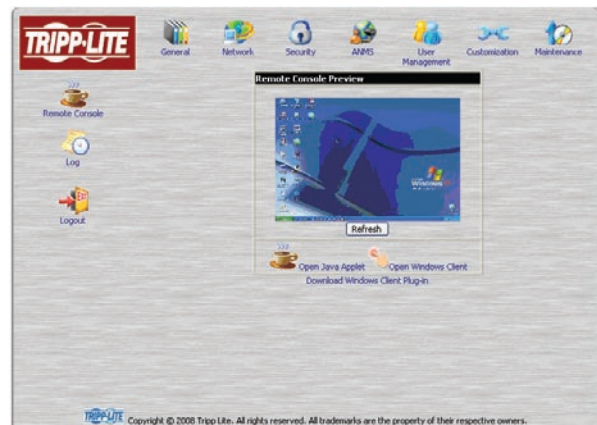 TRIPP·LITE
General
Network
Security
ANMS
User Management
Customization
Maintenance
Remote Console
Log
EXIT
Logout
Remote Console Preview
Windows
Refresh
Open Java Applet
Open Windows Client
Download Windows Client Plug-in
TRIPP·LITE Copyright © 2008 Tripp Lite. All rights reserved. All trademarks are the property of their respective owners.